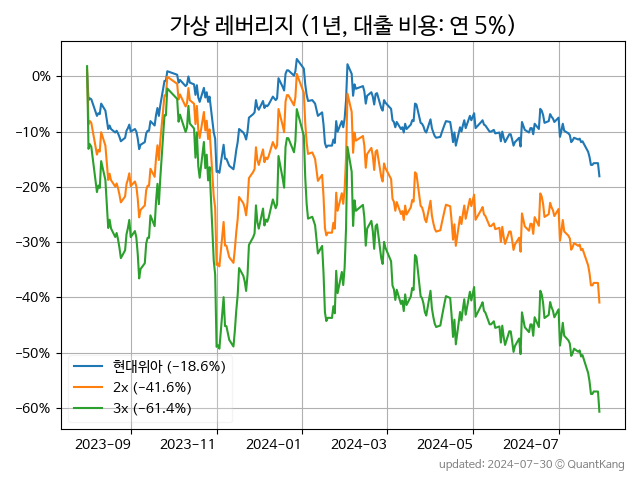 가상 레버리지 (1년, 대출 비용: 연 5%)
0%
−10%
−20%
−30%
−40%
−50%
−60%
현대위아 (−18.6%)
2x (−41.6%)
3x (−61.4%)
2023-09 2023-11 2024-01 2024-03 2024-05 2024-07
updated: 2024-07-30 © QuantKang